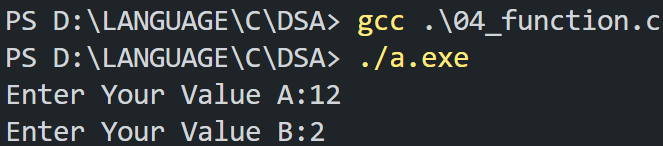 PS D:\LANGUAGE\C\DSA> gcc .\04_function.c
PS D:\LANGUAGE\C\DSA> ./a.exe
Enter Your Value A:12
Enter Your Value B:2